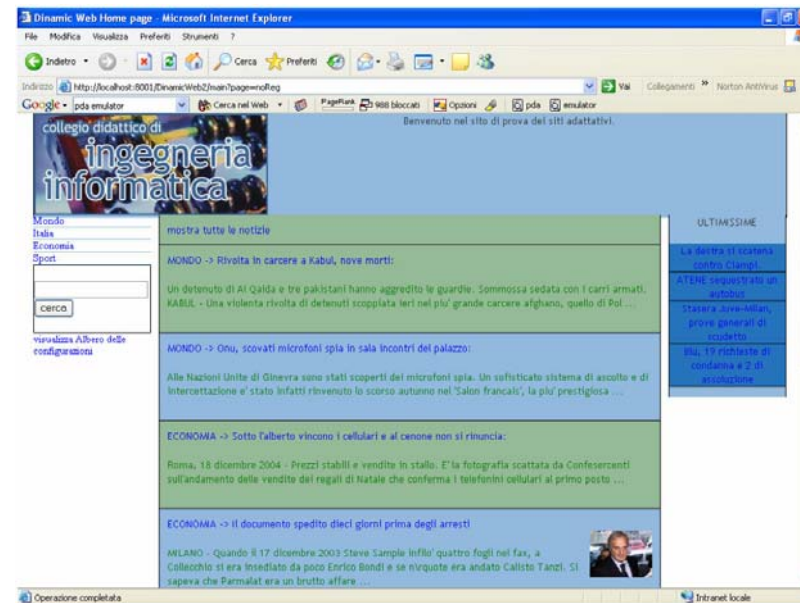 Dinamic Web Home page - Microsoft Internet Explorer
File Modifica Visualizza Preferiti Strumenti ?
Indietro Cerca Preferiti
Indirizzo http://localhost:8001/DinamicWeb2/main?page=noReg Vai Collegamenti » Norton AntiVirus
Google pda emulator Cerca nel Web PageRank 988 bloccati Opzioni pda emulator
collegio didattico di
ingegneria
informatica
Benvenuto nel sito di prova dei siti adattativi.
Mondo
Italia
Economia
Sport
cerca
visualizza Albero delle
configurazioni
mostra tutte le notizie
MONDO -> Rivolta in carcere a Kabul, nove morti:
Un detenuto di Al Qaida e tre pakistani hanno aggredito le guardie. Sommossa sedata con i carri armati.
KABUL - Una violenta rivolta di detenuti scoppiata ieri nel piu' grande carcere afghano, quello di Pol ...
MONDO -> Onu, scovati microfoni spia in sala incontri del palazzo:
Alle Nazioni Unite di Ginevra sono stati scoperti dei microfoni spia. Un sofisticato sistema di ascolto e di
intercettazione e' stato infatti rinvenuto lo scorso autunno nel 'Salon francais', la piu' prestigiosa ...
ECONOMIA -> Sotto l'albero vincono i cellulari e al cenone non si rinuncia:
Roma, 18 dicembre 2004 - Prezzi stabili e vendite in stallo. E' la fotografia scattata da Confesercenti
sull'andamento delle vendite dei regali di Natale che conferma i telefonini cellulari al primo posto ...
ECONOMIA -> Il documento spedito dieci giorni prima degli arresti
MILANO - Quando il 17 dicembre 2003 Steve Sample infilo' quattro fogli nel fax, a
Collecchio si era insediato da poco Enrico Bondi e se n\rquote era andato Calisto Tanzi. Si
sapeva che Parmalat era un brutto affare ...
ULTIMISSIME
La destra si scatena
contro Ciampi.
ATENE sequestrato un
autobus
Stasera Juve-Milan,
prove generali di
scudetto
Blu, 19 richieste di
condanna e 2 di
assoluzione
Operazione completata
Intranet locale